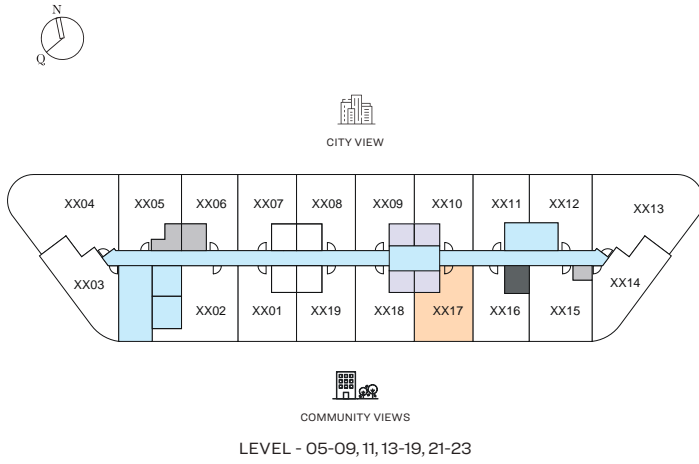 N
Q
CITY VIEW
XX04 XX05 XX06 XX07 XX08 XX09 XX10 XX11 XX12 XX13
XX03 XX14
XX02 XX01 XX19 XX18 XX17 XX16 XX15
COMMUNITY VIEWS
LEVEL - 05-09, 11, 13-19, 21-23